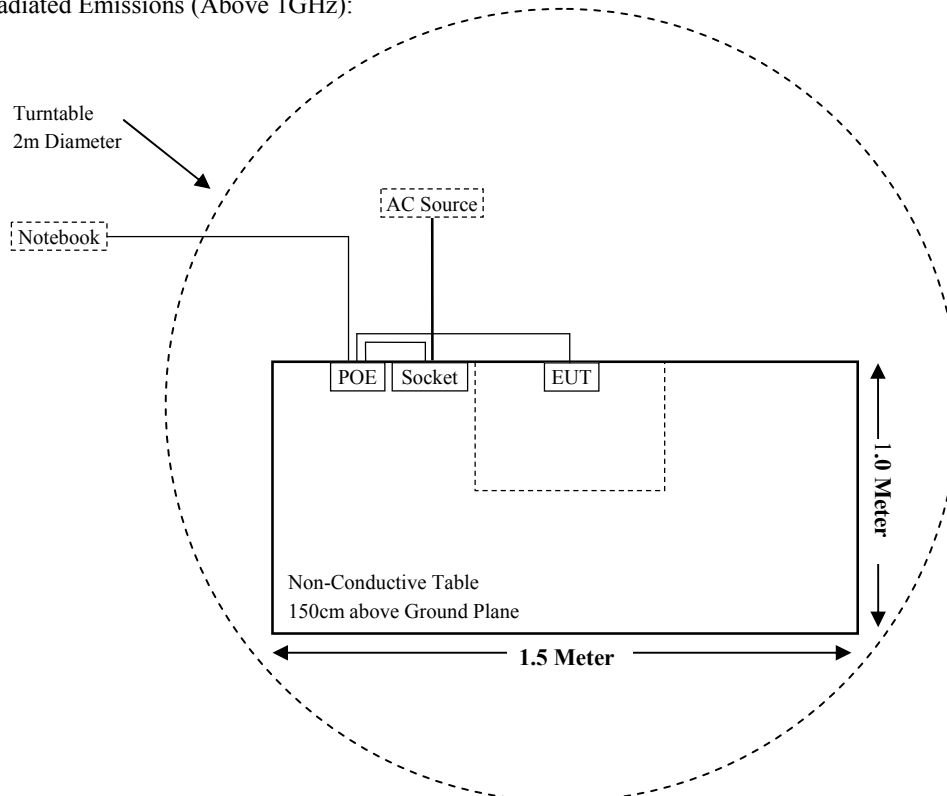 Radiated Emissions (Above 1GHz):
Turntable
2m Diameter
AC Source
Notebook
POE
Socket
EUT
1.0 Meter
Non-Conductive Table
150cm above Ground Plane
1.5 Meter